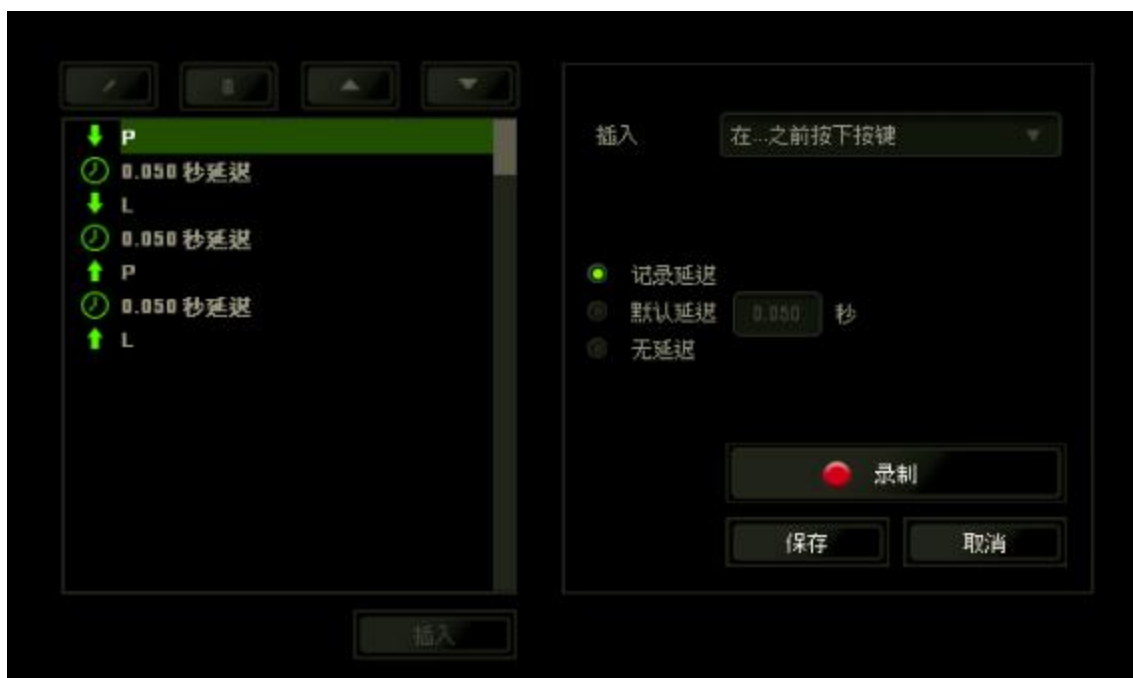 P
0.050 秒延迟
L
0.050 秒延迟
P
0.050 秒延迟
L
插入
插入 在...之前按下按键
记录延迟
默认延迟 0.050 秒
无延迟
录制
保存 取消